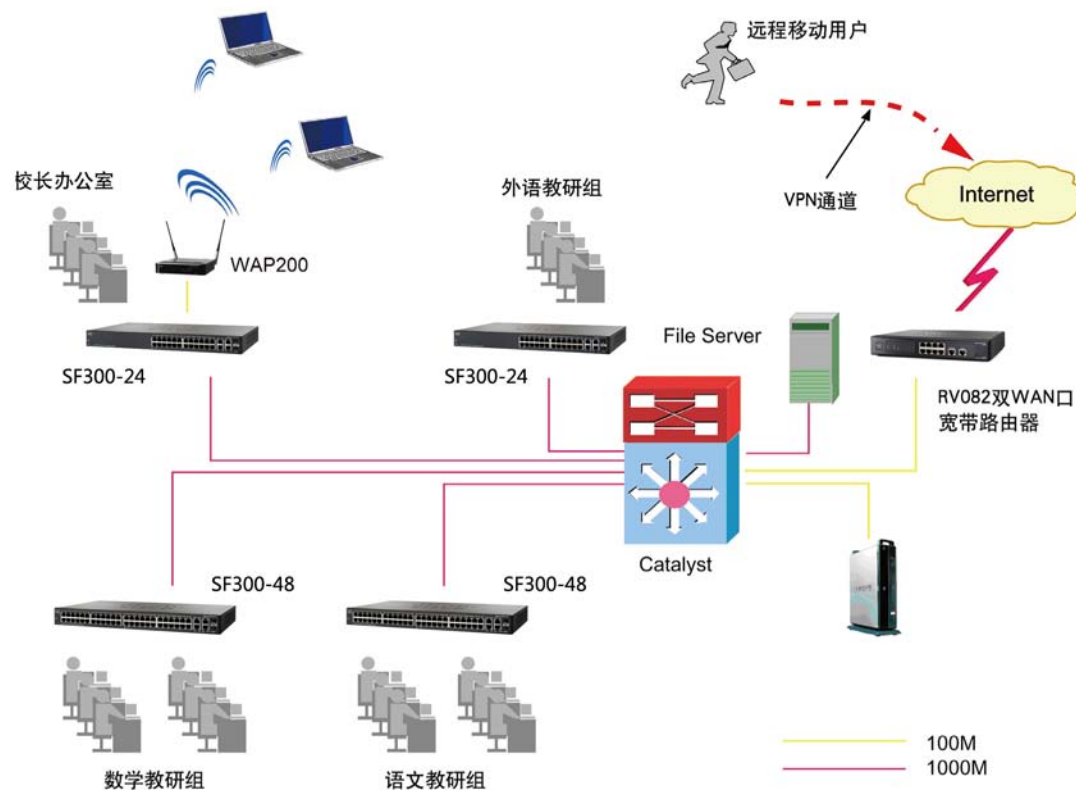 远程移动用户
校长办公室
外语教研组
VPN通道
Internet
WAP200
File Server
SF300-24
SF300-24
RV082双WAN口
宽带路由器
Catalyst
SF300-48
SF300-48
100M
1000M
数学教研组
语文教研组